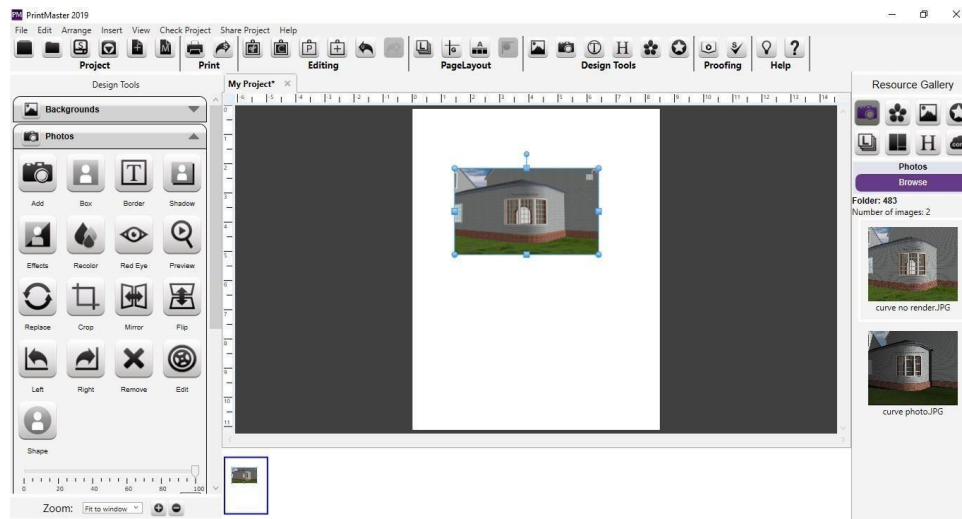 PM PrintMaster 2019
File Edit Arrange Insert View Check Project Share Project Help
Project Print Editing PageLayout Design Tools Proofing Help
Design Tools
My Project*
Backgrounds
Photos
Add Box Border Shadow
Effects Recolor Red Eye Preview
Replace Crop Mirror Flip
Left Right Remove Edit
Shape
0 20 40 60 80 100
Zoom: Fit to window
Resource Gallery
Photos
Browse
Folder: 483
Number of images: 2
curve no render.JPG
curve photo.JPG